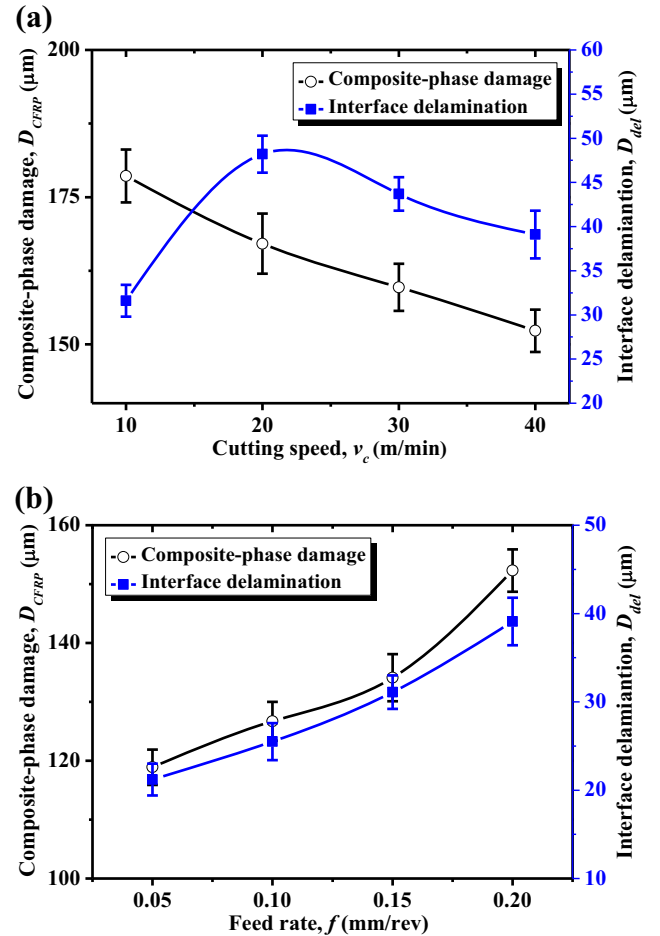 (a)
200
175
150
Composite-phase damage, D_CFRP (μm)
Composite-phase damage
Interface delamination
60
55
50
45
40
35
30
25
20
Interface delamiantion, D_del (μm)
10 20 30 40
Cutting speed, v_c (m/min)
(b)
160
140
120
100
Composite-phase damage, D_CFRP (μm)
Composite-phase damage
Interface delamination
50
40
30
20
10
Interface delamiantion, D_del (μm)
0.05 0.10 0.15 0.20
Feed rate, f (mm/rev)